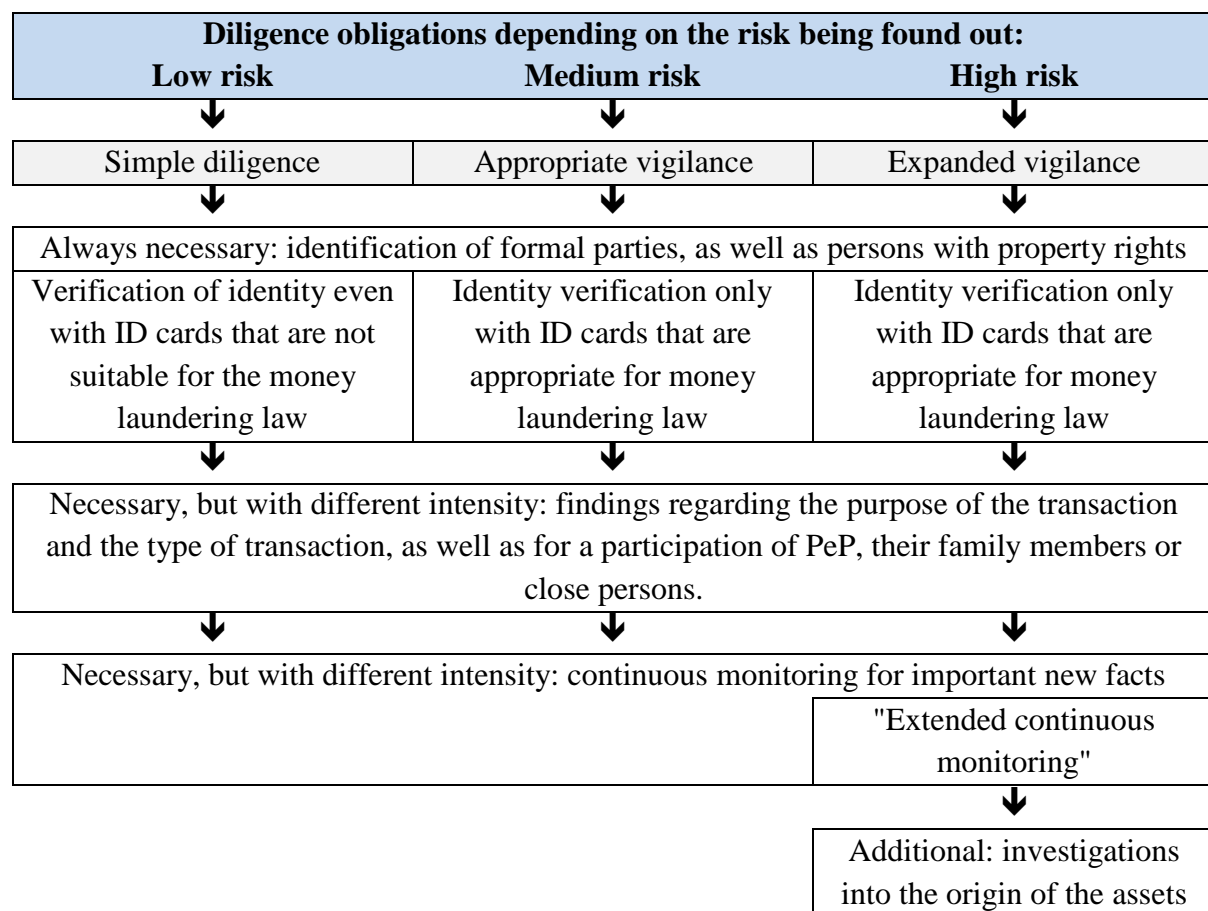 Diligence obligations depending on the risk being found out:
Low risk Medium risk High risk
Simple diligence Appropriate vigilance Expanded vigilance
Always necessary: identification of formal parties, as well as persons with property rights
Verification of identity even
with ID cards that are not
suitable for the money
laundering law
Identity verification only
with ID cards that are
appropriate for money
laundering law
Identity verification only
with ID cards that are
appropriate for money
laundering law
Necessary, but with different intensity: findings regarding the purpose of the transaction
and the type of transaction, as well as for a participation of PeP, their family members or
close persons.
Necessary, but with different intensity: continuous monitoring for important new facts
"Extended continuous
monitoring"
Additional: investigations
into the origin of the assets